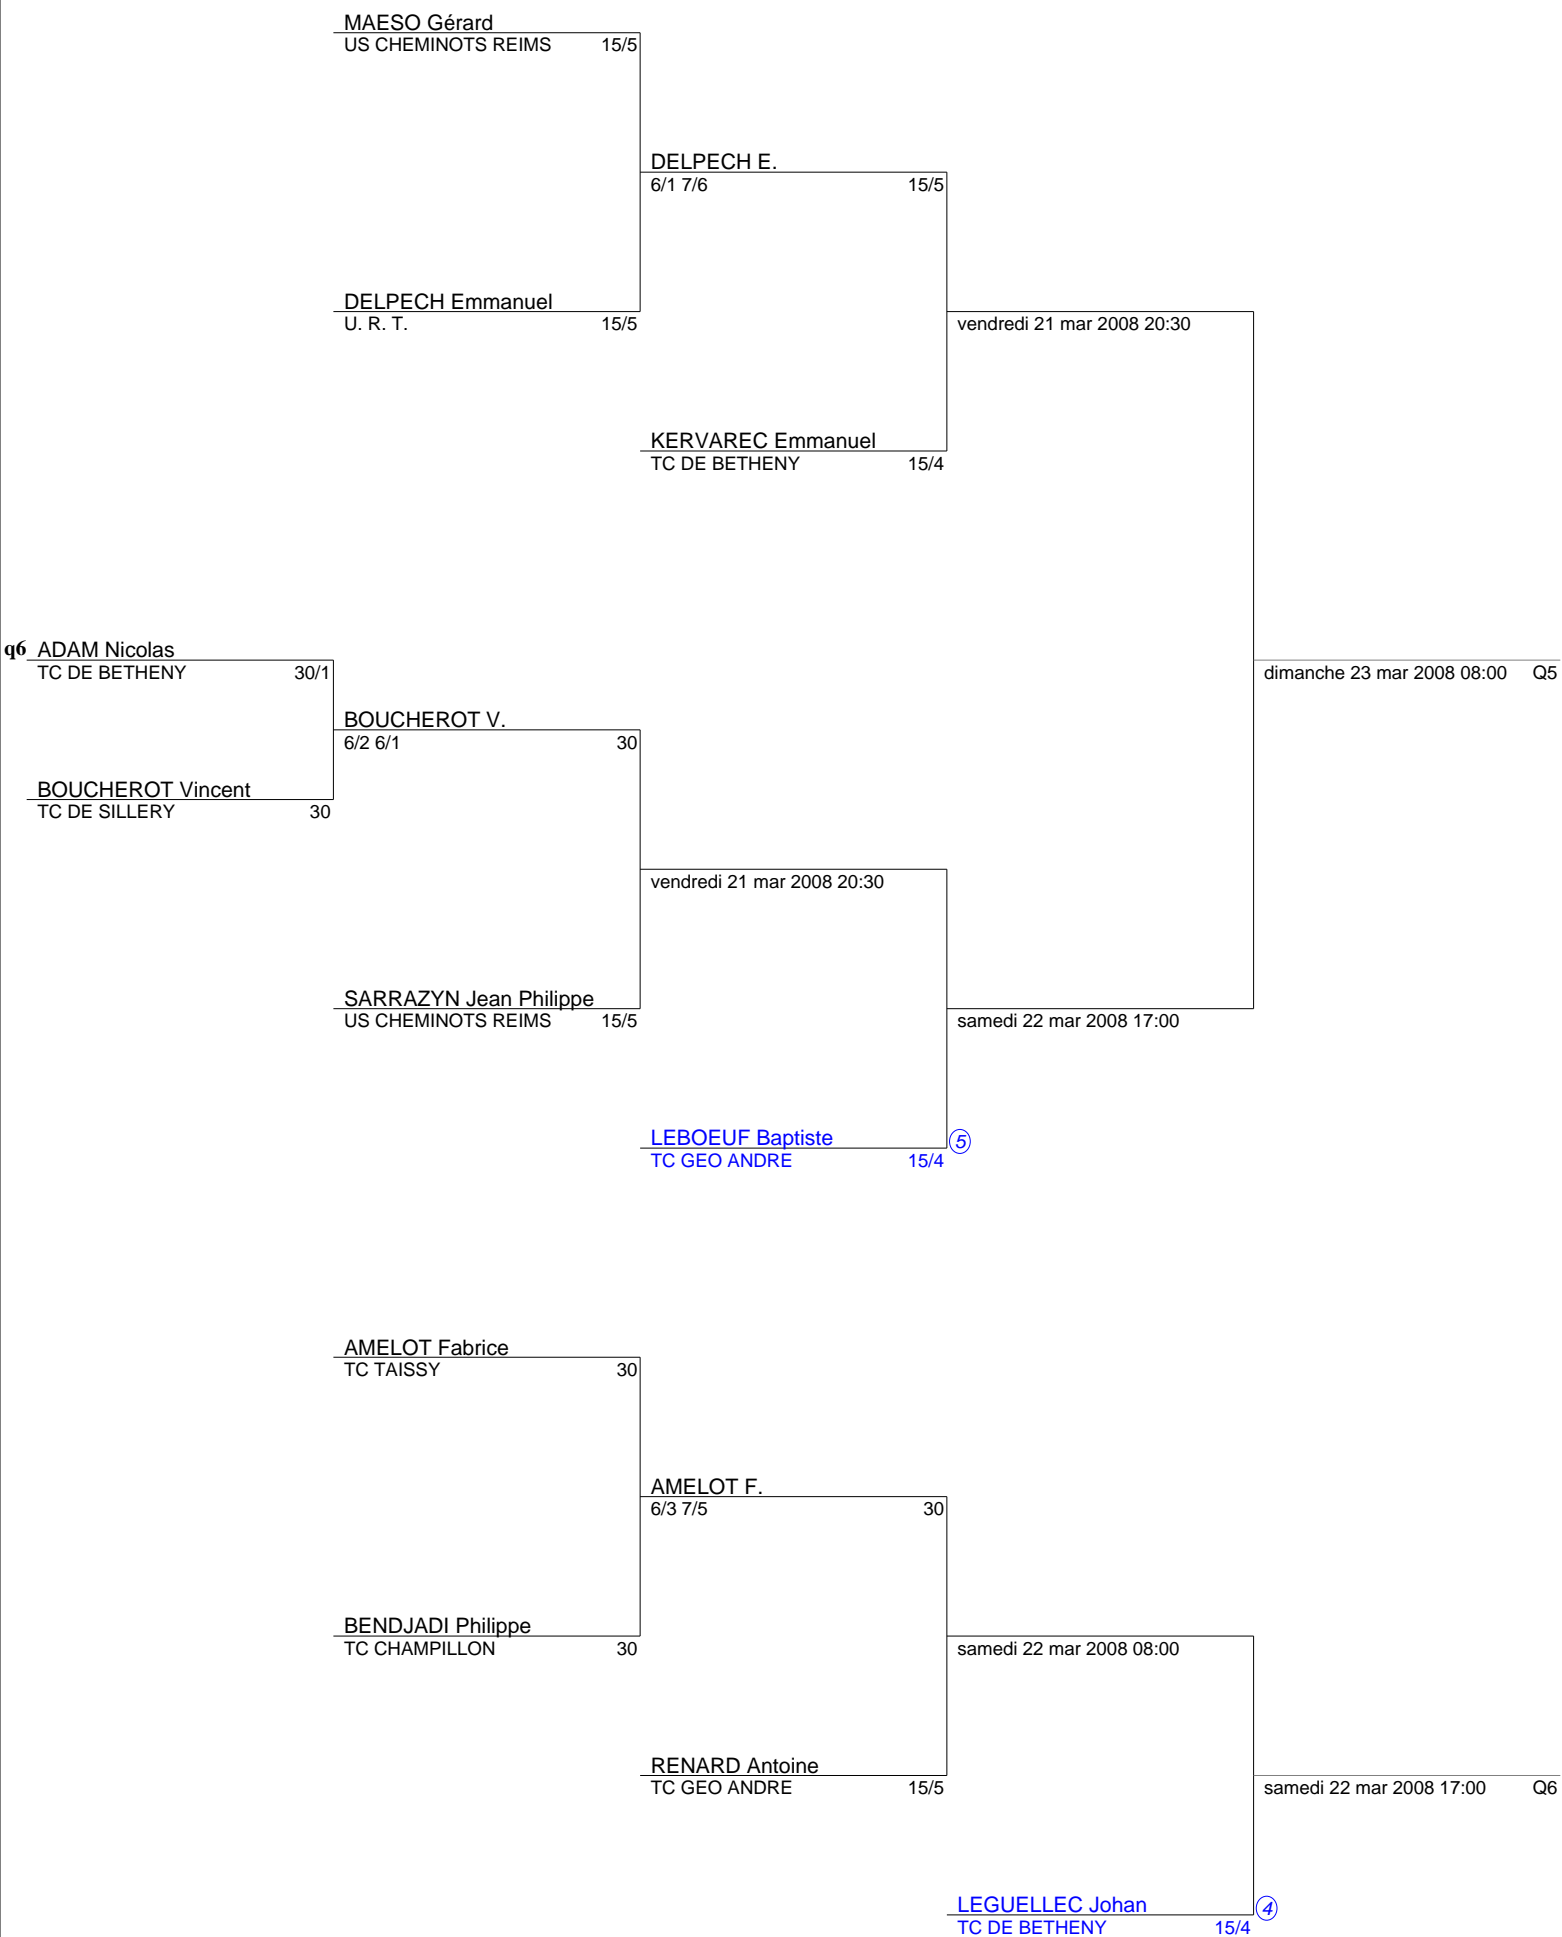 MAESO Gérard
US CHEMINOTS REIMS 15/5
DELPECH E.
6/1 7/6 15/5
DELPECH Emmanuel
U. R. T. 15/5
vendredi 21 mar 2008 20:30
KERVAREC Emmanuel
TC DE BETHENY 15/4
q6 ADAM Nicolas
TC DE BETHENY 30/1
dimanche 23 mar 2008 08:00 Q5
BOUCHEROT V.
6/2 6/1 30
BOUCHEROT Vincent
TC DE SILLERY 30
vendredi 21 mar 2008 20:30
SARRAZYN Jean Philippe
US CHEMINOTS REIMS 15/5
samedi 22 mar 2008 17:00
LEBOEUF Baptiste 5
TC GEO ANDRE 15/4
AMELOT Fabrice
TC TAISSY 30
AMELOT F.
6/3 7/5 30
BENDJADI Philippe
TC CHAMPILLON 30
samedi 22 mar 2008 08:00
RENARD Antoine
TC GEO ANDRE 15/5
samedi 22 mar 2008 17:00 Q6
LEGUELLEC Johan 4
TC DE BETHENY 15/4